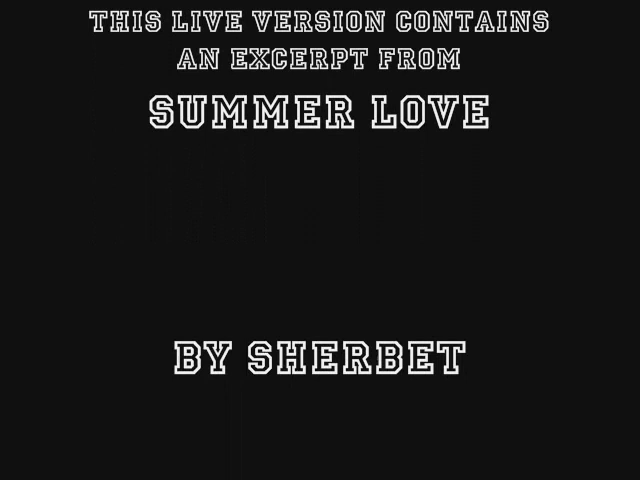 THIS LIVE VERSION CONTAINS
AN EXCERPT FROM
SUMMER LOVE
BY SHERBET